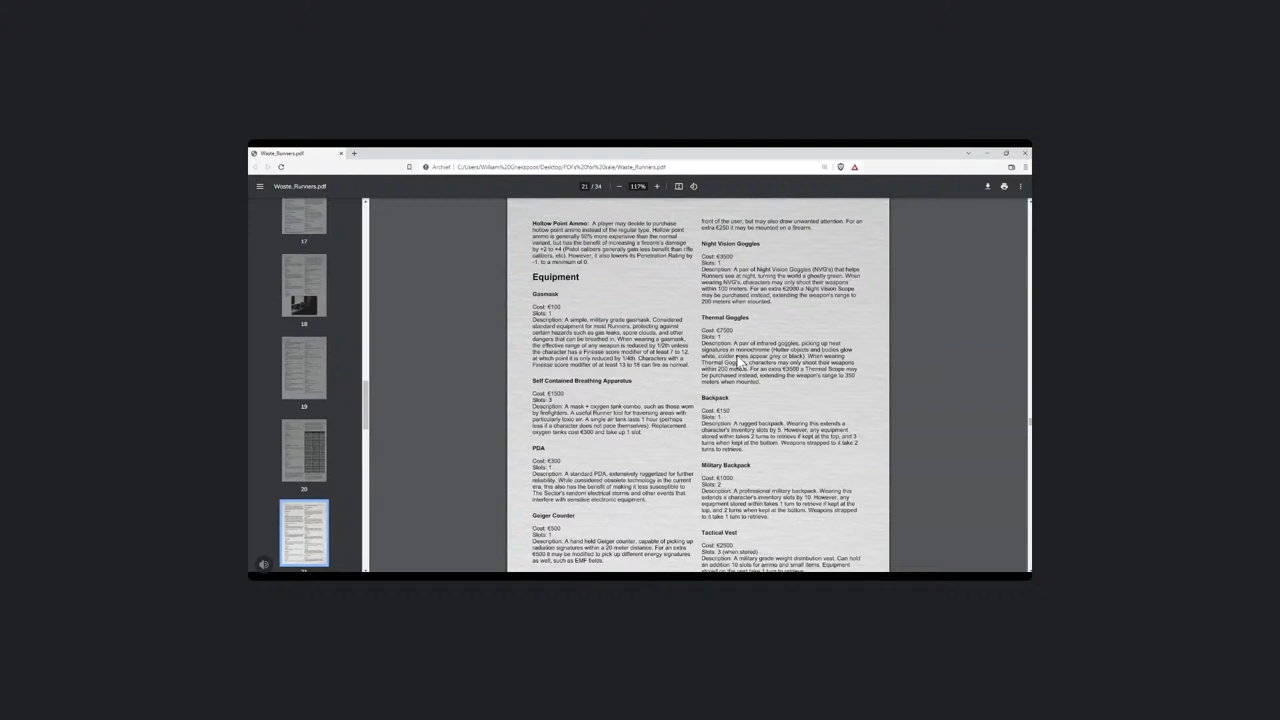 Waste_Runners.pdf
Archief
C:/Users/William%20Gnekspoor/Desktop/PDFs%20for%20sale/Waste_Runners.pdf
Waste_Runners.pdf
21 / 34
117%
17
18
19
20
Hollow Point Ammo: A player may decide to purchase
hollow point ammo instead of the regular type. Hollow point
ammo is generally 50% more expensive than the normal
variant, but has the benefit of increasing a firearm's damage
by +2 to +4 (Pistol calibers generally gain less benefit than rifle
calibers, etc). However, it also lowers its Penetration Rating by
-1, to a minimum of 0.
Equipment
Gasmask
Cost: €100
Slots: 1
Description: A simple, military grade gasmask. Considered
standard equipment for most Runners, protecting against
certain hazards such as gas leaks, spore clouds, and other
dangers that can be breathed in. When wearing a gasmask,
the effective range of any weapon is reduced by 1/2th unless
the character has a Finesse score modifier of at least 7 to 12,
at which point it is only reduced by 1/4th. Characters with a
Finesse score modifier of at least 13 to 18 can fire as normal.
Self Contained Breathing Apparatus
Cost: €1500
Slots: 3
Description: A mask + oxygen tank combo, such as those worn
by firefighters. A useful Runner tool for traversing areas with
particularly toxic air. A single air tank lasts 1 hour (perhaps
less if a character does not pace themselves). Replacement
oxygen tanks cost €300 and take up 1 slot.
PDA
Cost: €300
Slots: 1
Description: A standard PDA, extensively ruggerized for further
reliability. While considered obsolete technology in the current
era, this also has the benefit of making it less susceptible to
The Sector's random electrical storms and other events that
interfere with sensitive electronic equipment.
Geiger Counter
Cost: €500
Slots: 1
Description: A hand held Geiger counter, capable of picking up
radiation signatures within a 20 meter distance. For an extra
€500 it may be modified to pick up different energy signatures
as well, such as EMF fields.
front of the user, but may also draw unwanted attention. For an
extra €250 it may be mounted on a firearm.
Night Vision Goggles
Cost: €3500
Slots: 1
Description: A pair of Night Vision Goggles (NVG's) that helps
Runners see at night, turning the world a ghostly green. When
wearing NVG's, characters may only shoot their weapons
within 100 meters. For an extra €2000 a Night Vision Scope
may be purchased instead, extending the weapon's range to
200 meters when mounted.
Thermal Goggles
Cost: €7500
Slots: 1
Description: A pair of infrared goggles, picking up heat
signatures in monochrome (Hotter objects and bodies glow
white, colder ones appear grey or black). When wearing
Thermal Goggles, characters may only shoot their weapons
within 200 meters. For an extra €3500 a Thermal Scope may
be purchased instead, extending the weapon's range to 350
meters when mounted.
Backpack
Cost: €150
Slots: 1
Description: A rugged backpack. Wearing this extends a
character's inventory slots by 5. However, any equipment
stored within takes 2 turns to retrieve if kept at the top, and 3
turns when kept at the bottom. Weapons strapped to it take 2
turns to retrieve.
Military Backpack
Cost: €1000
Slots: 2
Description: A professional military backpack. Wearing this
extends a character's inventory slots by 10. However, any
equipment stored within takes 1 turn to retrieve if kept at the
top, and 2 turns when kept at the bottom. Weapons strapped
to it take 1 turn to retrieve.
Tactical Vest
Cost: €2500
Slots: 3 (when stored)
Description: A military grade weight distribution vest. Can hold
an addition 10 slots for ammo and small items. Equipment
stored on the vest take 1 turn to retrieve.